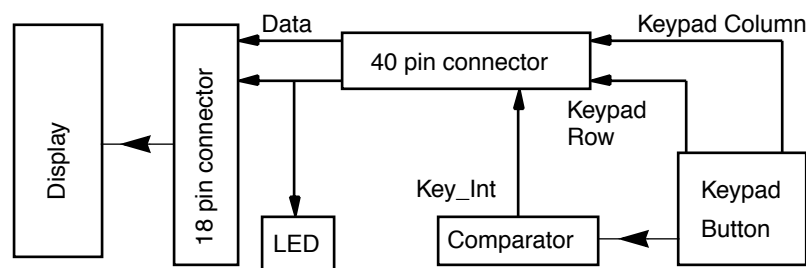 Data
Keypad Column
40 pin connector
Keypad
Row
Display
18 pin connector
Key_Int
LED
Comparator
Keypad
Button